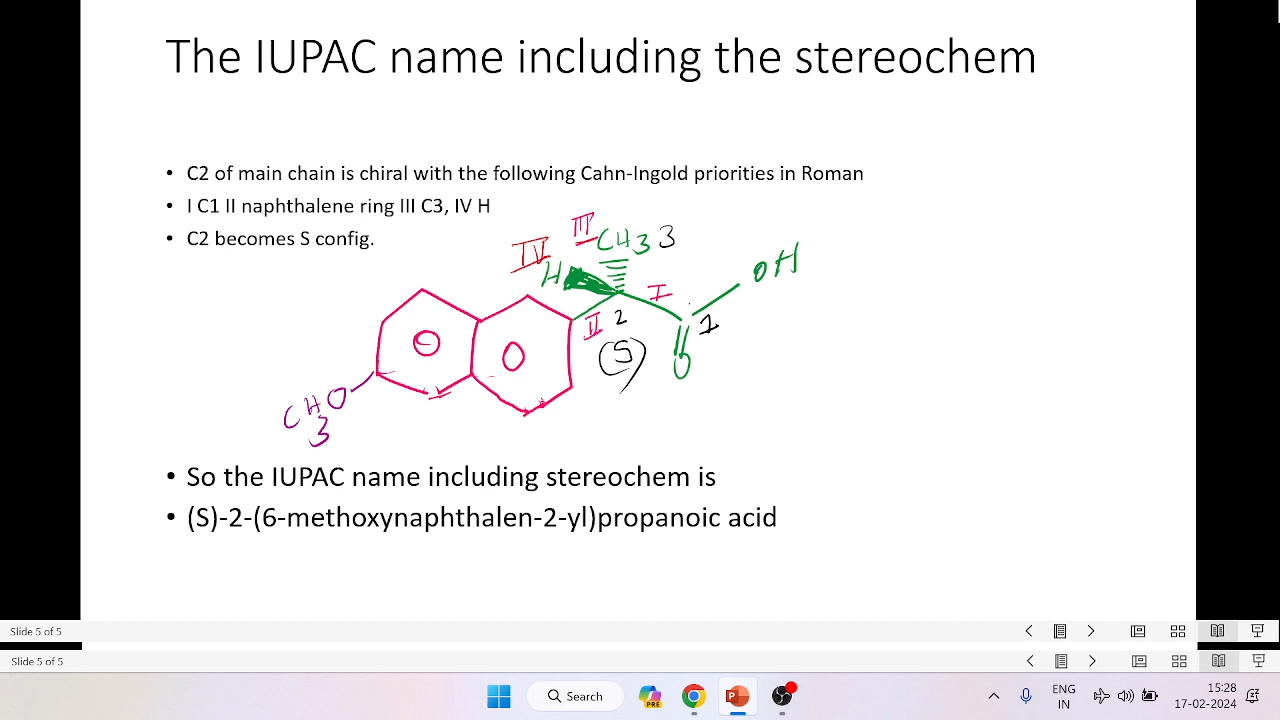 The IUPAC name including the stereochem
• C2 of main chain is chiral with the following Cahn-Ingold priorities in Roman
• I C1 II naphthalene ring III C3, IV H
• C2 becomes S config.
III
IV
CH3 3
H
I
OH
II
2
1
(S)
O
CH3O
• So the IUPAC name including stereochem is
• (S)-2-(6-methoxynaphthalen-2-yl)propanoic acid
Slide 5 of 5
Slide 5 of 5
Search
PRE
ENG
IN
15:28
17-02-2024